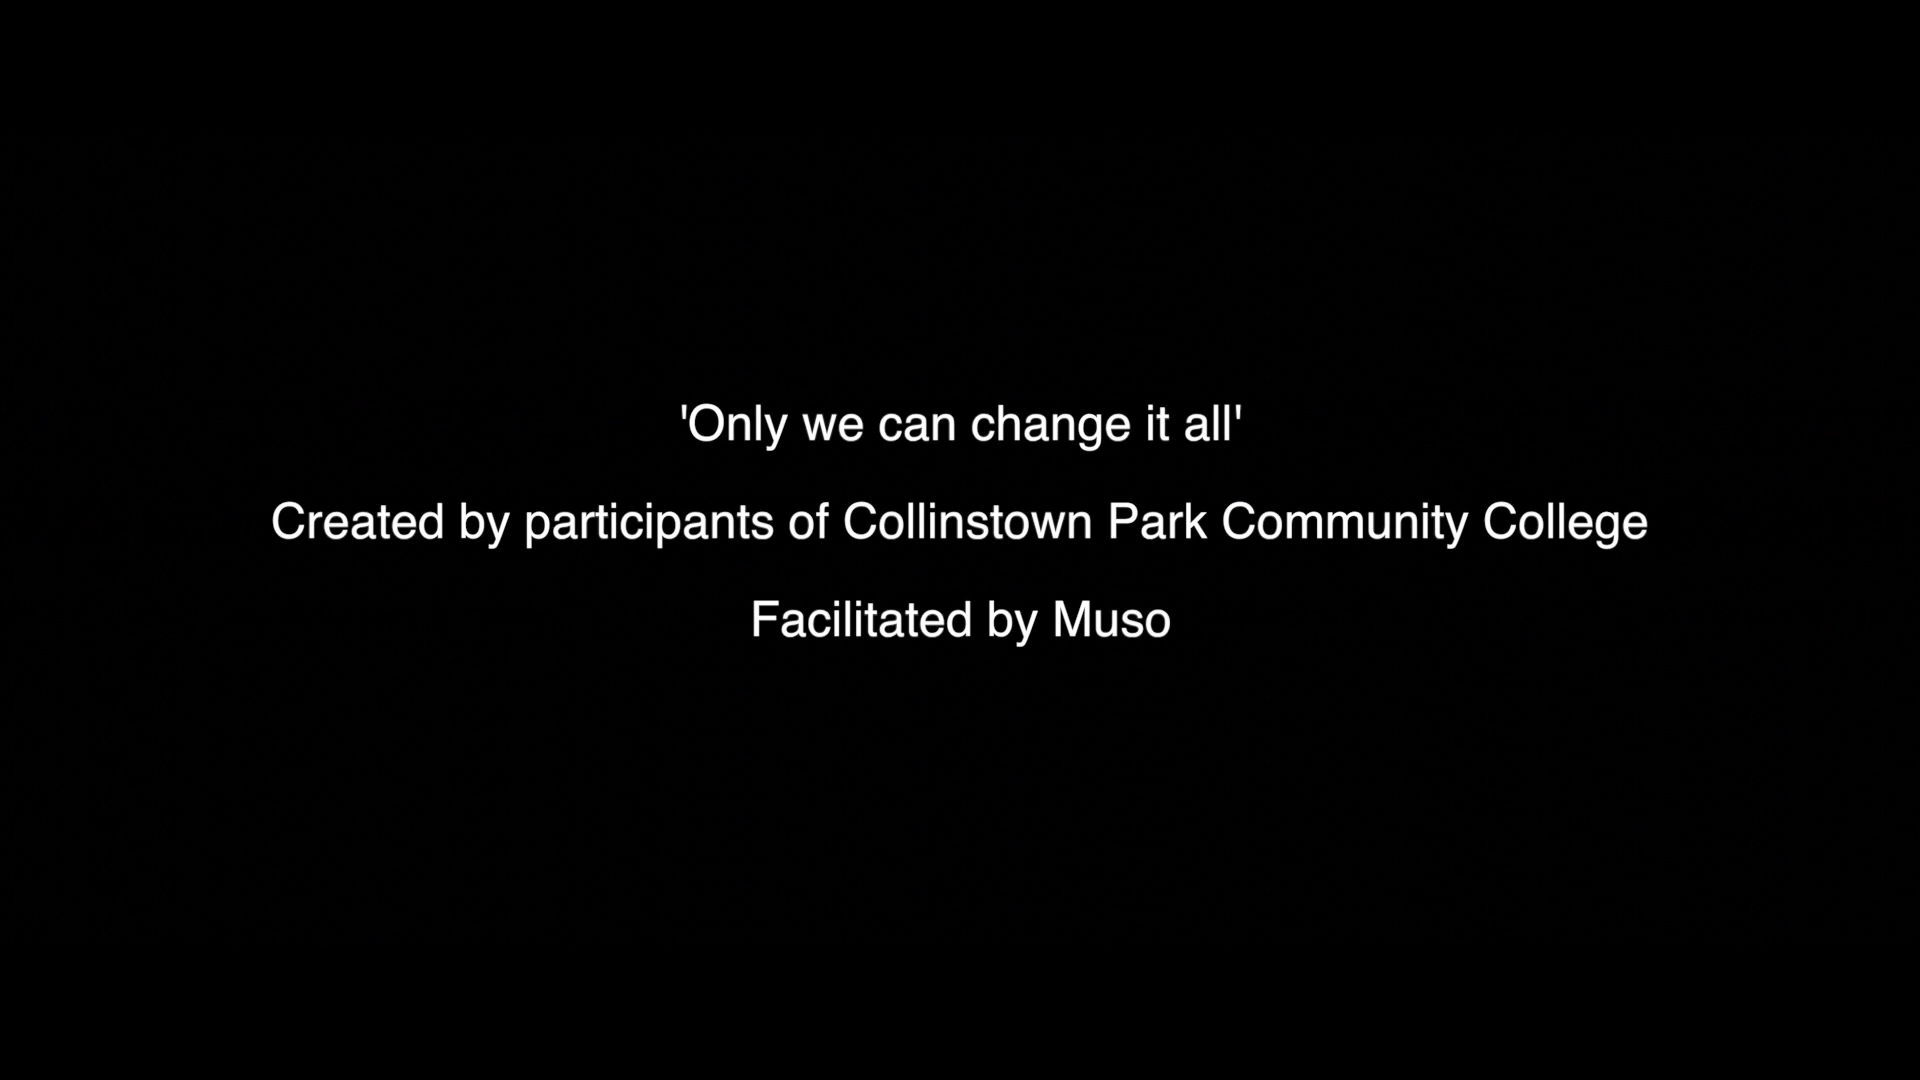 'Only we can change it all'
Created by participants of Collinstown Park Community College
Facilitated by Muso